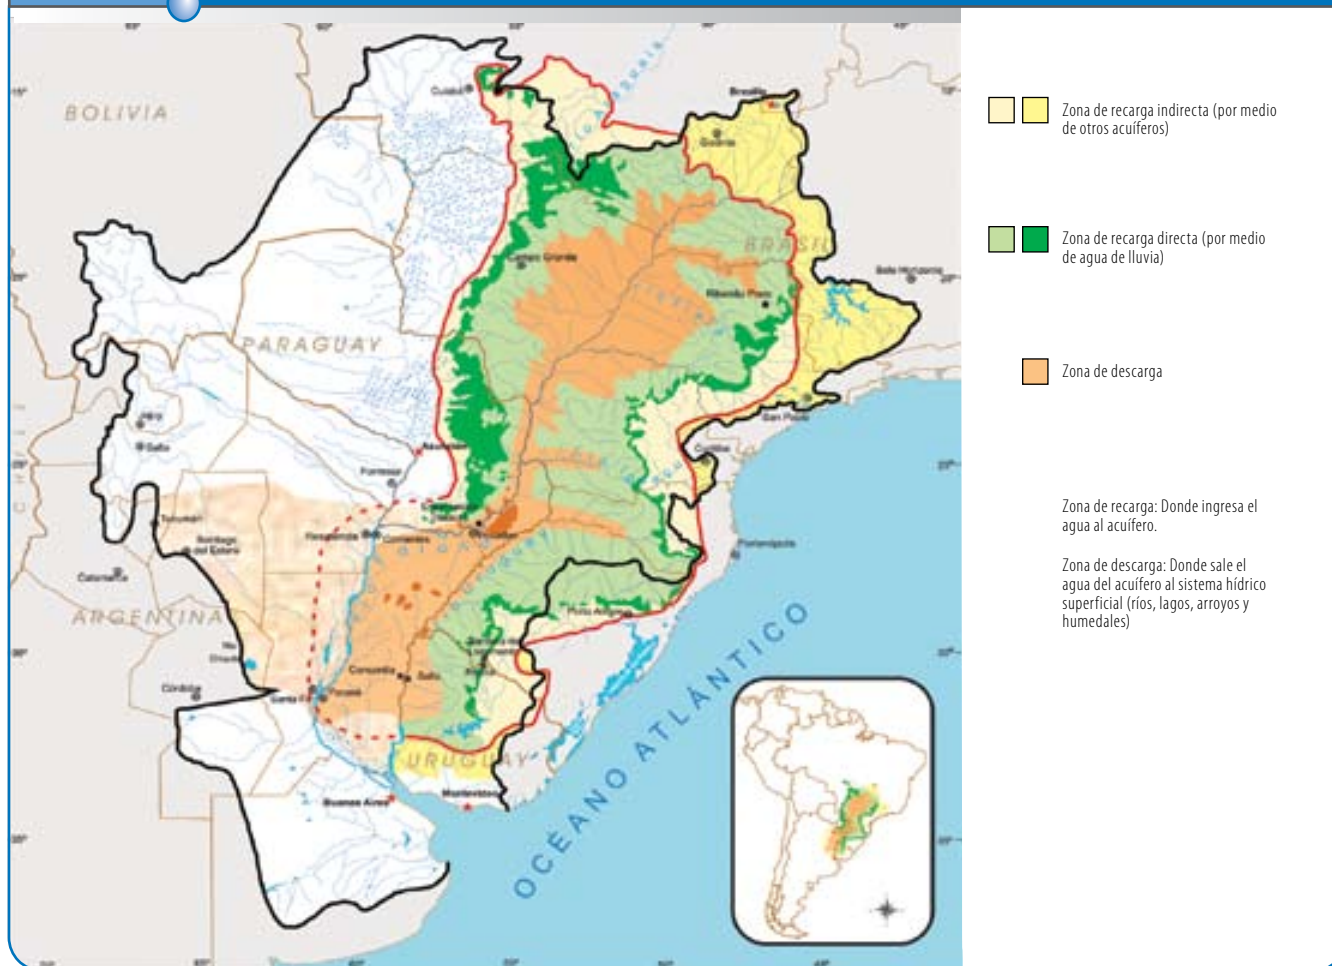 BOLIVIA
Cuiabá
Brasilia
Goiânia
BRASIL
Campo Grande
Belo Horizonte
PARAGUAY
San Pablo
Curitiba
Salta
Asunción
Formosa
Tucumán
Santiago
del Estero
Resistencia
Corrientes
Posadas
Florianópolis
Catamarca
ARGENTINA
Porto Alegre
Concordia
Salto
Córdoba
Santa Fe
Paraná
URUGUAY
Buenos Aires
Montevideo
OCÉANO ATLÁNTICO
Zona de recarga indirecta (por medio
de otros acuíferos)
Zona de recarga directa (por medio
de agua de lluvia)
Zona de descarga
Zona de recarga: Donde ingresa el
agua al acuífero.
Zona de descarga: Donde sale el
agua del acuífero al sistema hídrico
superficial (ríos, lagos, arroyos y
humedales)